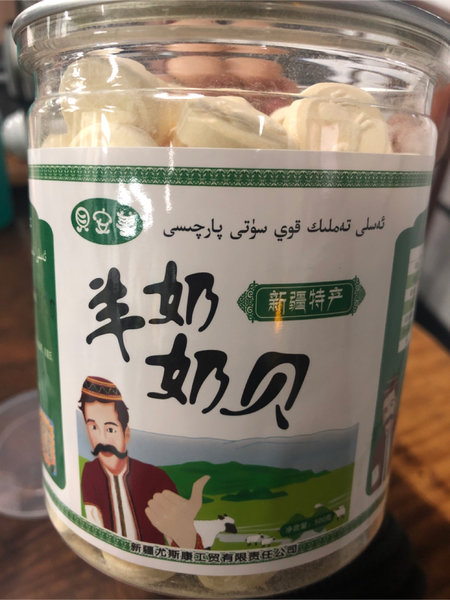 ئەسلى تەملىك قوي سۈتى پارچىسى
新疆特产
羊奶
奶贝
新疆尤斯康工贸有限责任公司